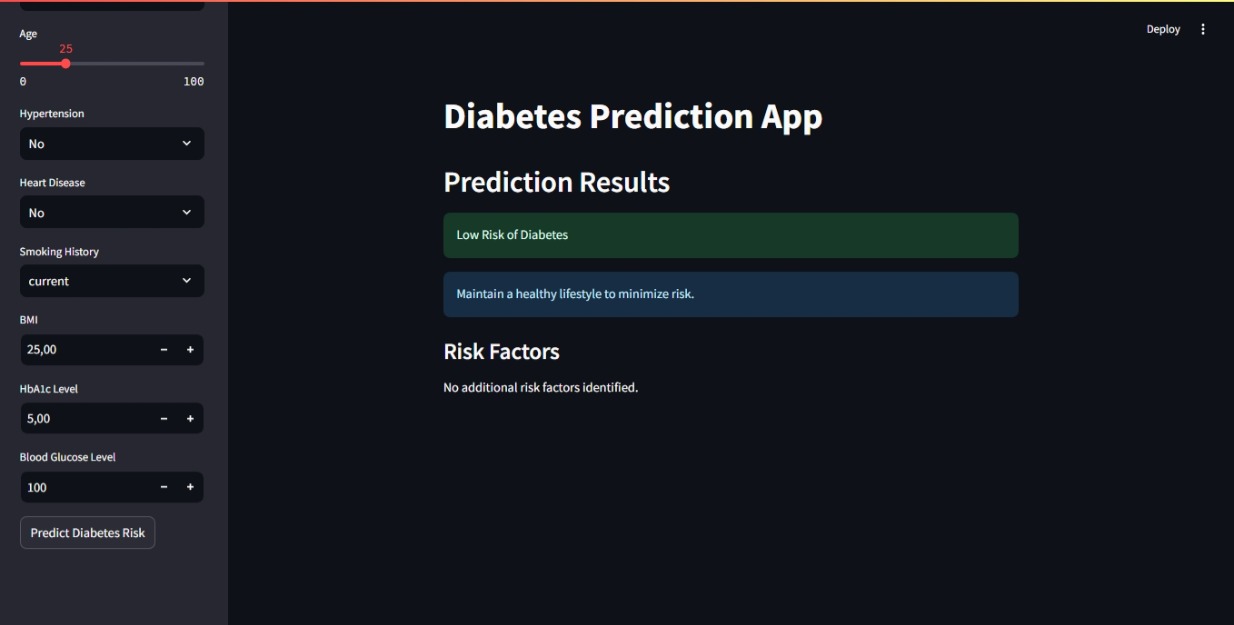 Age
25
0 100
Hypertension
No
Heart Disease
No
Smoking History
current
BMI
25,00 − +
HbA1c Level
5,00 − +
Blood Glucose Level
100 − +
Predict Diabetes Risk
Deploy
Diabetes Prediction App
Prediction Results
Low Risk of Diabetes
Maintain a healthy lifestyle to minimize risk.
Risk Factors
No additional risk factors identified.